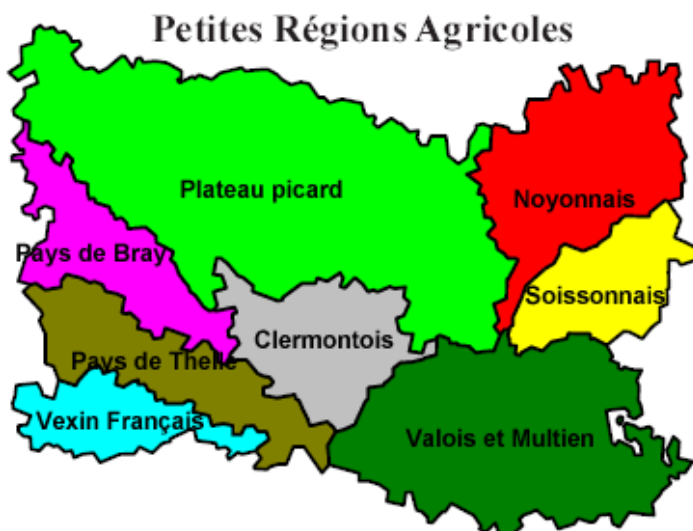 Petites Régions Agricoles
Plateau picard
Noyonnais
Pays de Bray
Soissonnais
Clermontois
Pays de Thelle
Vexin Français
Valois et Multien